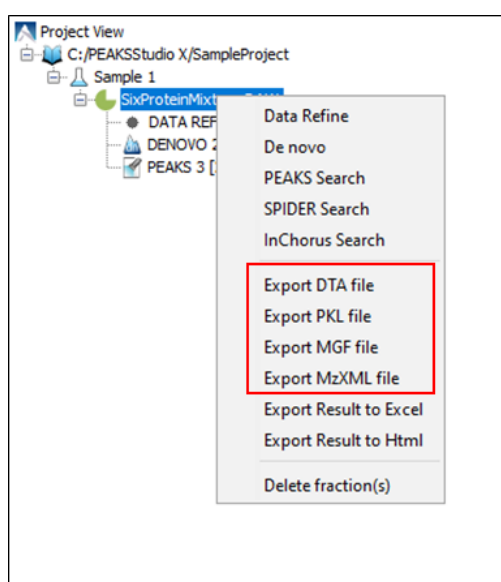 Project View
C:/PEAKSStudio X/SampleProject
Sample 1
SixProteinMixt
DATA REF
DENOVO 2
PEAKS 3 [
Data Refine
De novo
PEAKS Search
SPIDER Search
InChorus Search
Export DTA file
Export PKL file
Export MGF file
Export MzXML file
Export Result to Excel
Export Result to Html
Delete fraction(s)